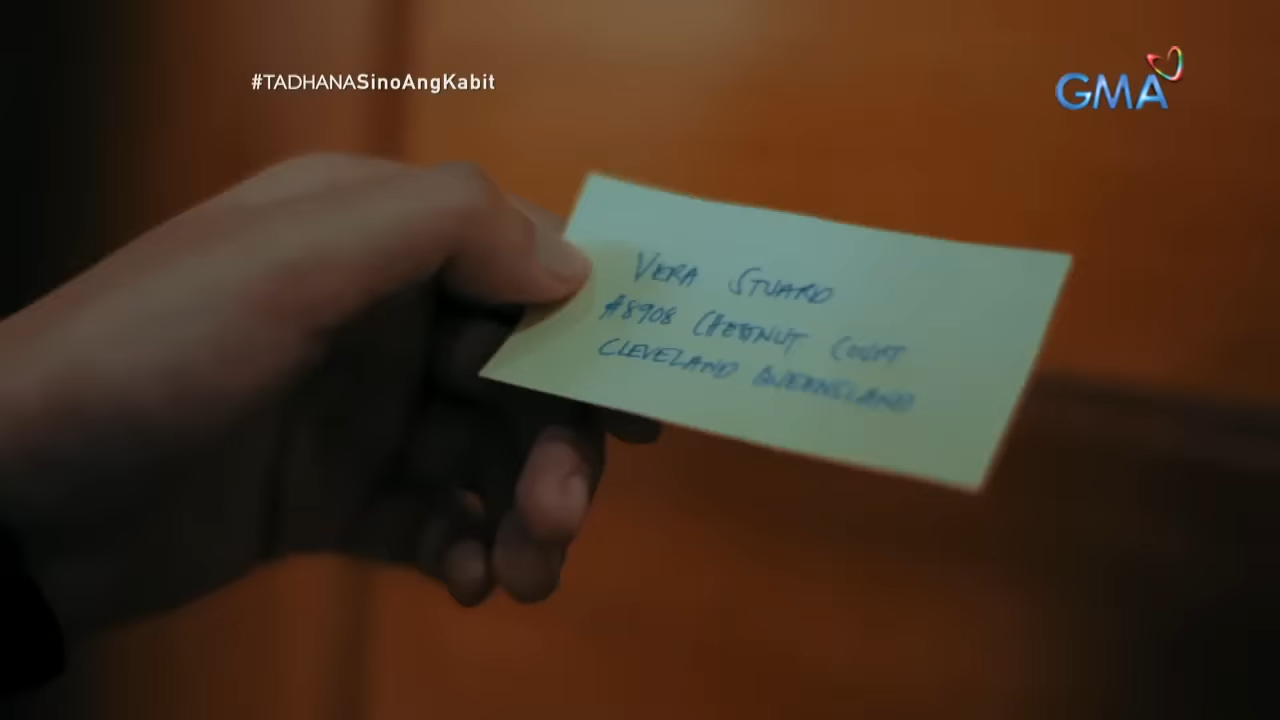 #TADHANASinoAngKabit
GMA
VERA STUARD
#8908 CHESTNUT COURT
CLEVELAND QUEENSLAND